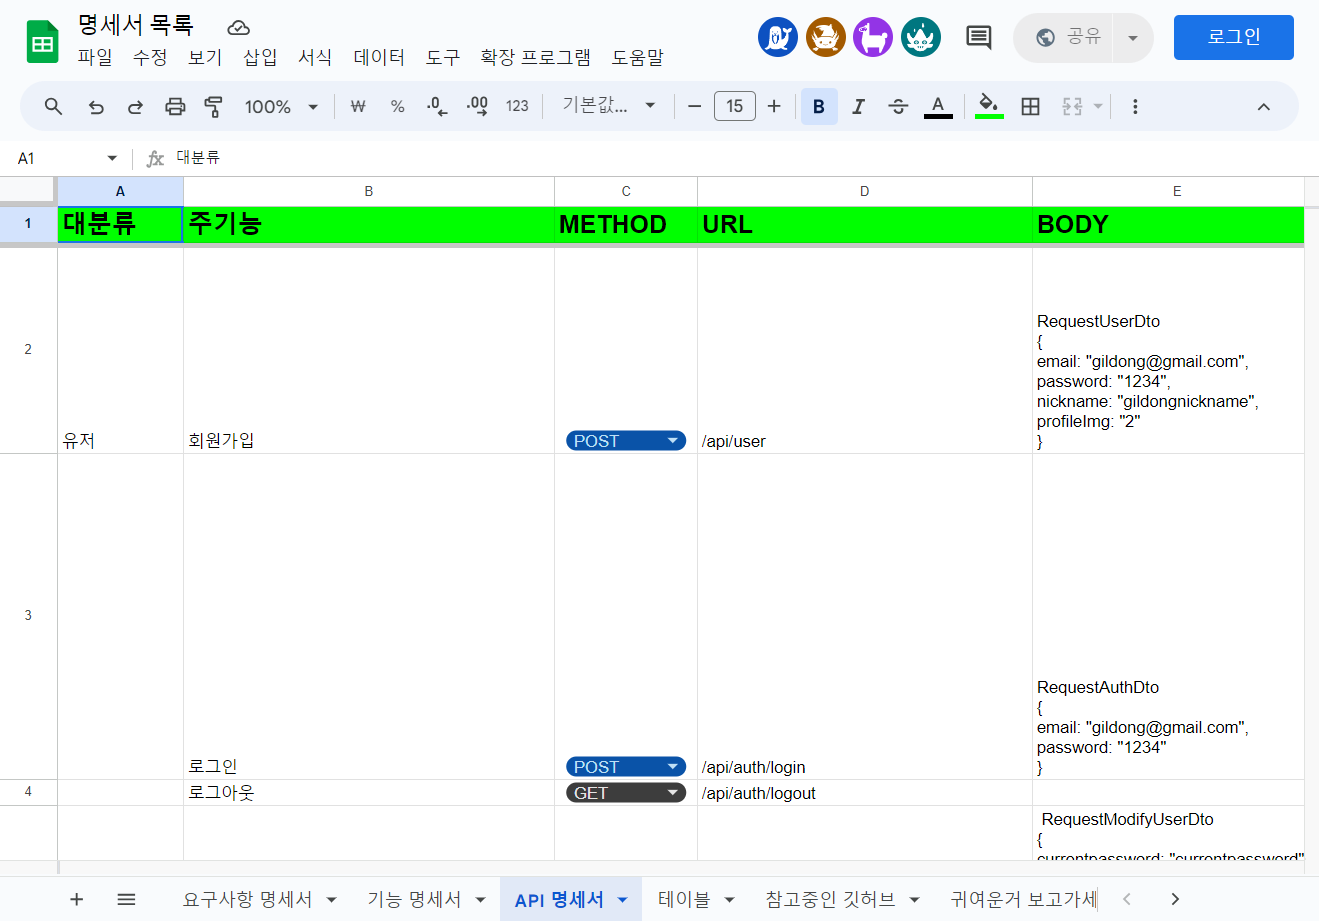 명세서 목록
파일 수정 보기 삽입 서식 데이터 도구 확장 프로그램 도움말
공유
로그인
100% ₩ % .0 .00 123 기본값... 15 B I A
A1 fx 대분류
A B C D E
1 대분류 주기능 METHOD URL BODY
RequestUserDto
{
2
email: "gildong@gmail.com",
password: "1234",
nickname: "gildongnickname",
profileImg: "2"
유저 회원가입 POST /api/user }
3
RequestAuthDto
{
email: "gildong@gmail.com",
password: "1234"
로그인 POST /api/auth/login }
4 로그아웃 GET /api/auth/logout
RequestModifyUserDto
{
currentpassword: "currentpassword"
요구사항 명세서 기능 명세서 API 명세서 테이블 참고중인 깃허브 귀여운거 보고가세